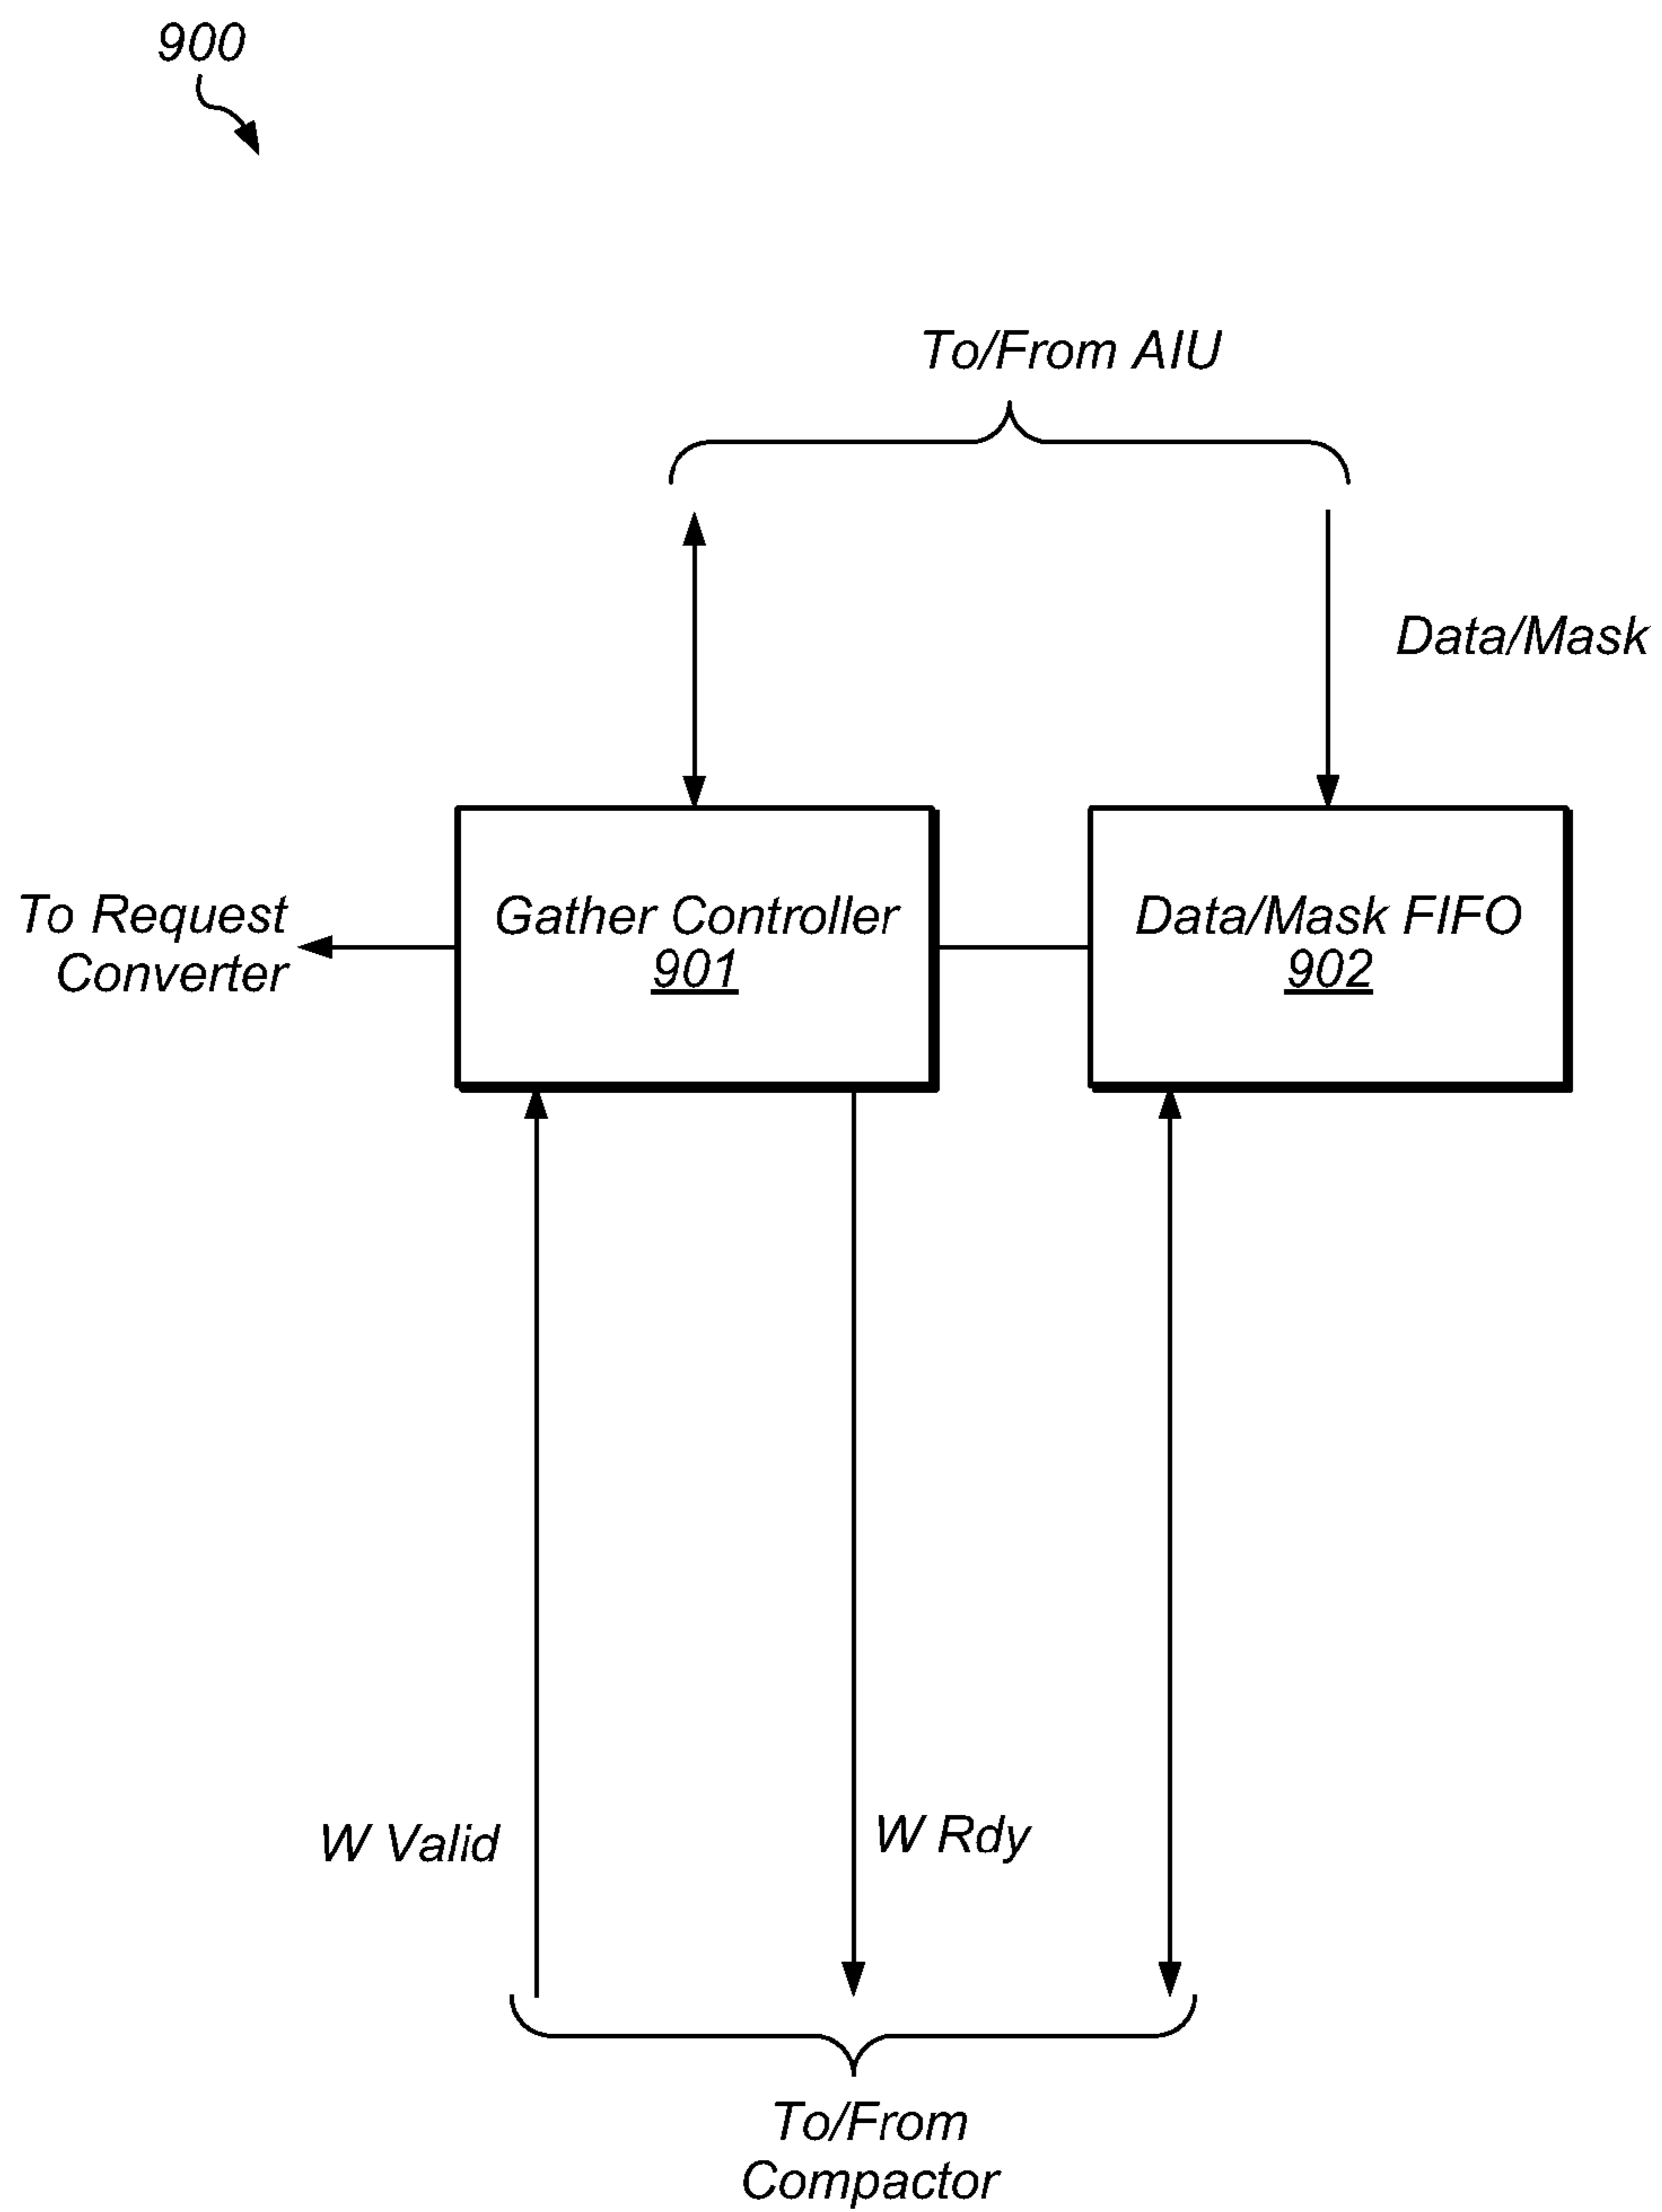 900
To/From AIU
Data/Mask
To Request
Converter
Gather Controller
901
Data/Mask FIFO
902
W Valid
W Rdy
To/From
Compactor